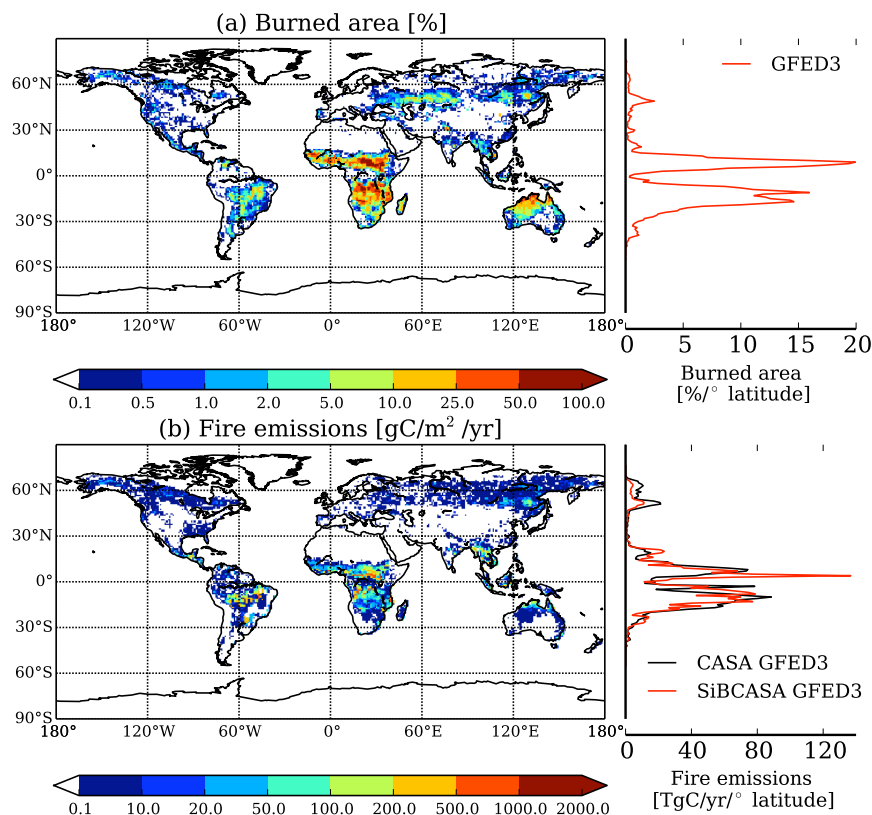 (a) Burned area [%]
GFED3
60°N
30°N
0°
30°S
60°S
90°S
180° 120°W 60°W 0° 60°E 120°E 180°
0 5 10 15 20
Burned area
[%/° latitude]
0.1 0.5 1.0 2.0 5.0 10.0 25.0 50.0 100.0
(b) Fire emissions [gC/m² /yr]
60°N
30°N
0°
30°S
60°S
90°S
180° 120°W 60°W 0° 60°E 120°E 180°
CASA GFED3
SiBCASA GFED3
0 40 80 120
Fire emissions
[TgC/yr/° latitude]
0.1 10.0 20.0 50.0 100.0 200.0 500.0 1000.0 2000.0